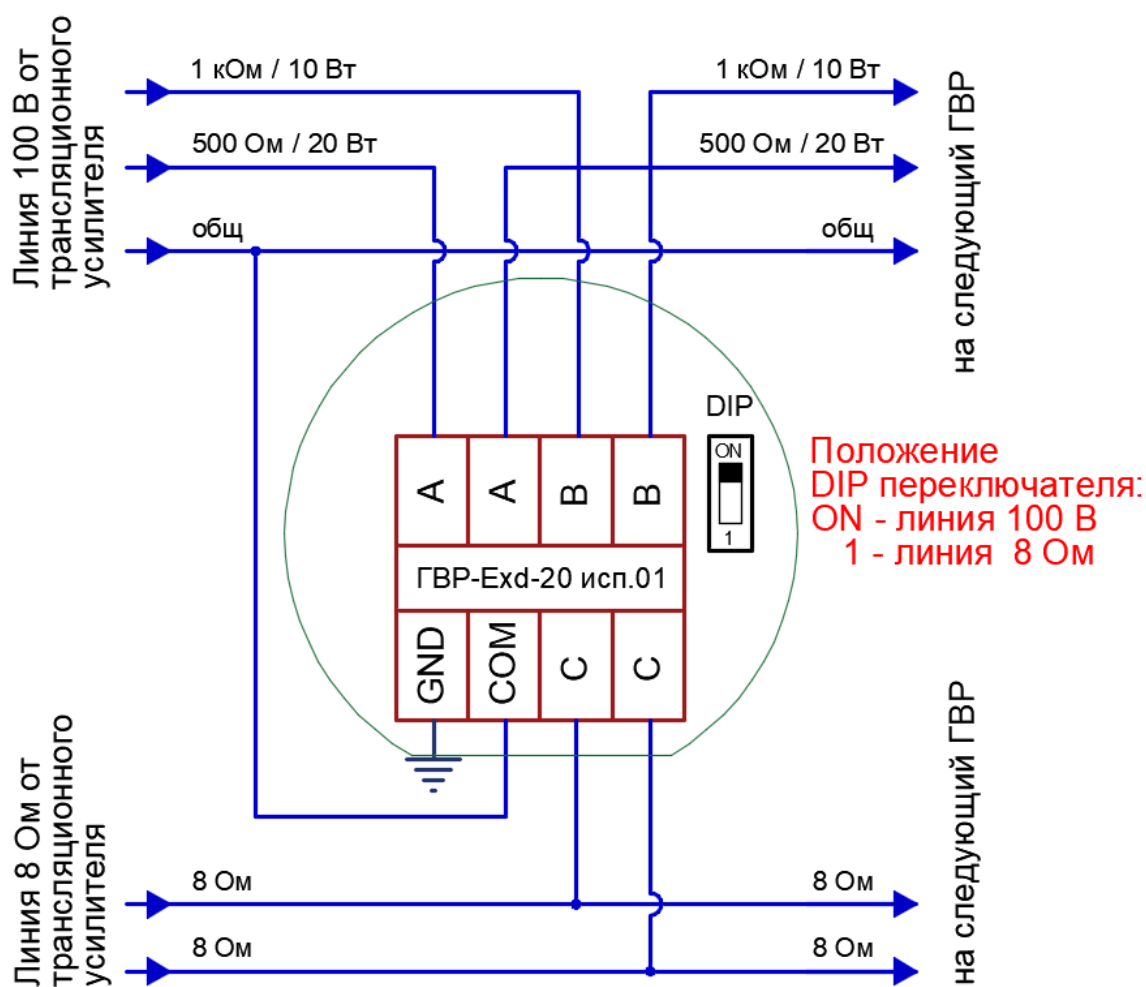 Линия 100 В от
трансляционного
усилителя
1 кОм / 10 Вт
1 кОм / 10 Вт
500 Ом / 20 Вт
500 Ом / 20 Вт
общ
общ
на следующий ГВР
DIP
ON
1
Положение
DIP переключателя:
ON - линия 100 В
1 - линия 8 Ом
A
A
B
B
ГВР-Exd-20 исп.01
GND
COM
C
C
Линия 8 Ом от
трансляционного
усилителя
8 Ом
8 Ом
8 Ом
8 Ом
на следующий ГВР